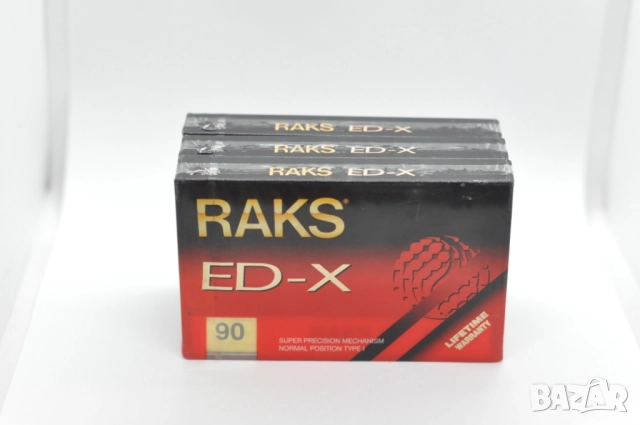 RAKS ED-X
RAKS ED-X
RAKS ED-X
RAKS®
ED-X
90
SUPER PRECISION MECHANISM
NORMAL POSITION TYPE I
LIFETIME
WARRANTY
BAZAR